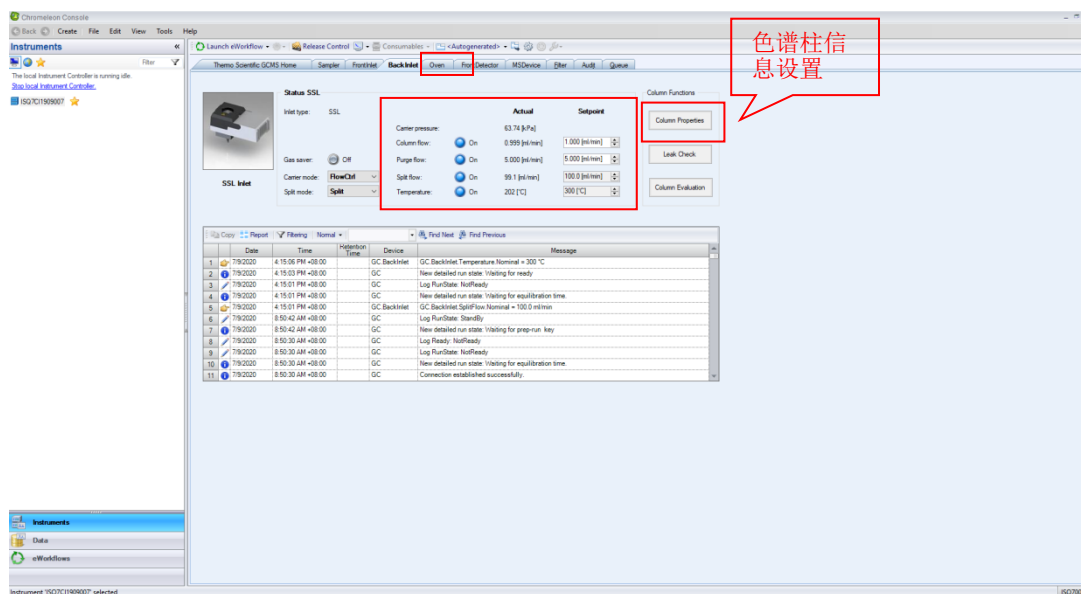 Chromeleon Console
Back Create File Edit View Tools Help
Instruments «
Launch eWorkflow Release Control Consumables <Autogenerated>
Filter
The local Instrument Controller is running idle.
Stop local Instrument Controller.
ISQ7CI1909007
Thermo Scientific GCMS Home Sampler FrontInlet BackInlet Oven FrontDetector MSDevice Filter Audit Queue
色谱柱信
息设置
Status SSL
Column Functions
Inlet type: SSL
Actual Setpoint
Carrier pressure: 63.74 [kPa]
Column Properties
Column flow: On 0.999 [ml/min] 1.000 [ml/min]
Gas saver: Off
Purge flow: On 5.000 [ml/min] 5.000 [ml/min]
Leak Check
SSL Inlet
Carrier mode: FlowCtrl
Split flow: On 99.1 [ml/min] 100.0 [ml/min]
Split mode: Split
Temperature: On 202 [°C] 300 [°C]
Column Evaluation
Copy Report Filtering Normal Find Next Find Previous
Date Time Retention Time Device Message
1 7/9/2020 4:15:06 PM +08:00 GC.BackInlet GC.BackInlet.Temperature.Nominal = 300 °C
2 7/9/2020 4:15:03 PM +08:00 GC New detailed run state: Waiting for ready
3 7/9/2020 4:15:01 PM +08:00 GC Log RunState: NotReady
4 7/9/2020 4:15:01 PM +08:00 GC New detailed run state: Waiting for equilibration time.
5 7/9/2020 4:15:01 PM +08:00 GC.BackInlet GC.BackInlet.SplitFlow.Nominal = 100.0 ml/min
6 7/9/2020 8:50:42 AM +08:00 GC Log RunState: StandBy
7 7/9/2020 8:50:42 AM +08:00 GC New detailed run state: Waiting for prep-run key
8 7/9/2020 8:50:30 AM +08:00 GC Log Ready: NotReady
9 7/9/2020 8:50:30 AM +08:00 GC Log RunState: NotReady
10 7/9/2020 8:50:30 AM +08:00 GC New detailed run state: Waiting for equilibration time.
11 7/9/2020 8:50:30 AM +08:00 GC Connection established successfully.
Instruments
Data
eWorkflows
Instrument 'ISQ7CI1909007' selected